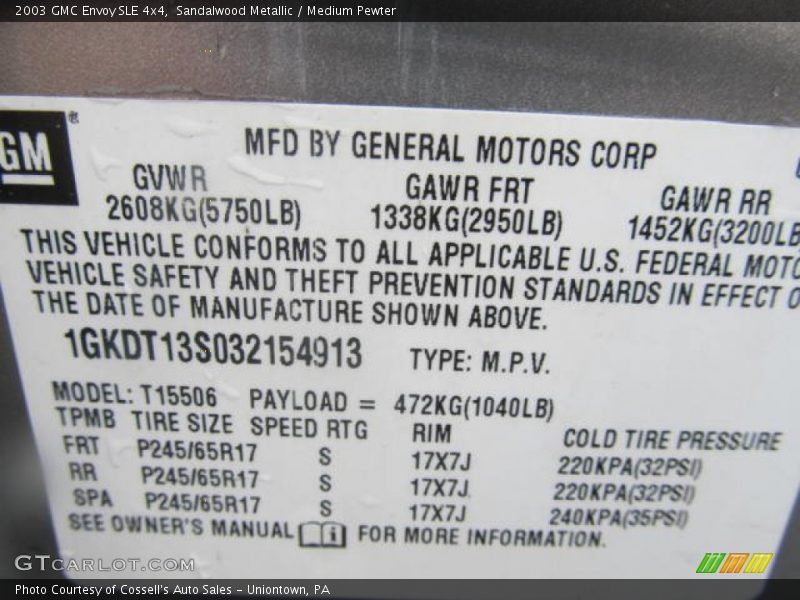 2003 GMC Envoy SLE 4x4, Sandalwood Metallic / Medium Pewter
GM ®
MFD BY GENERAL MOTORS CORP
GVWR GAWR FRT GAWR RR
2608KG(5750LB) 1338KG(2950LB) 1452KG(3200LB
THIS VEHICLE CONFORMS TO ALL APPLICABLE U.S. FEDERAL MOTO
VEHICLE SAFETY AND THEFT PREVENTION STANDARDS IN EFFECT O
THE DATE OF MANUFACTURE SHOWN ABOVE.
1GKDT13S032154913 TYPE: M.P.V.
MODEL: T15506 PAYLOAD = 472KG(1040LB)
TPMB TIRE SIZE SPEED RTG RIM COLD TIRE PRESSURE
FRT P245/65R17 S 17X7J 220KPA(32PSI)
RR P245/65R17 S 17X7J 220KPA(32PSI)
SPA P245/65R17 S 17X7J 240KPA(35PSI)
SEE OWNER'S MANUAL i FOR MORE INFORMATION.
GTCARLOT.COM
Photo Courtesy of Cossell's Auto Sales - Uniontown, PA